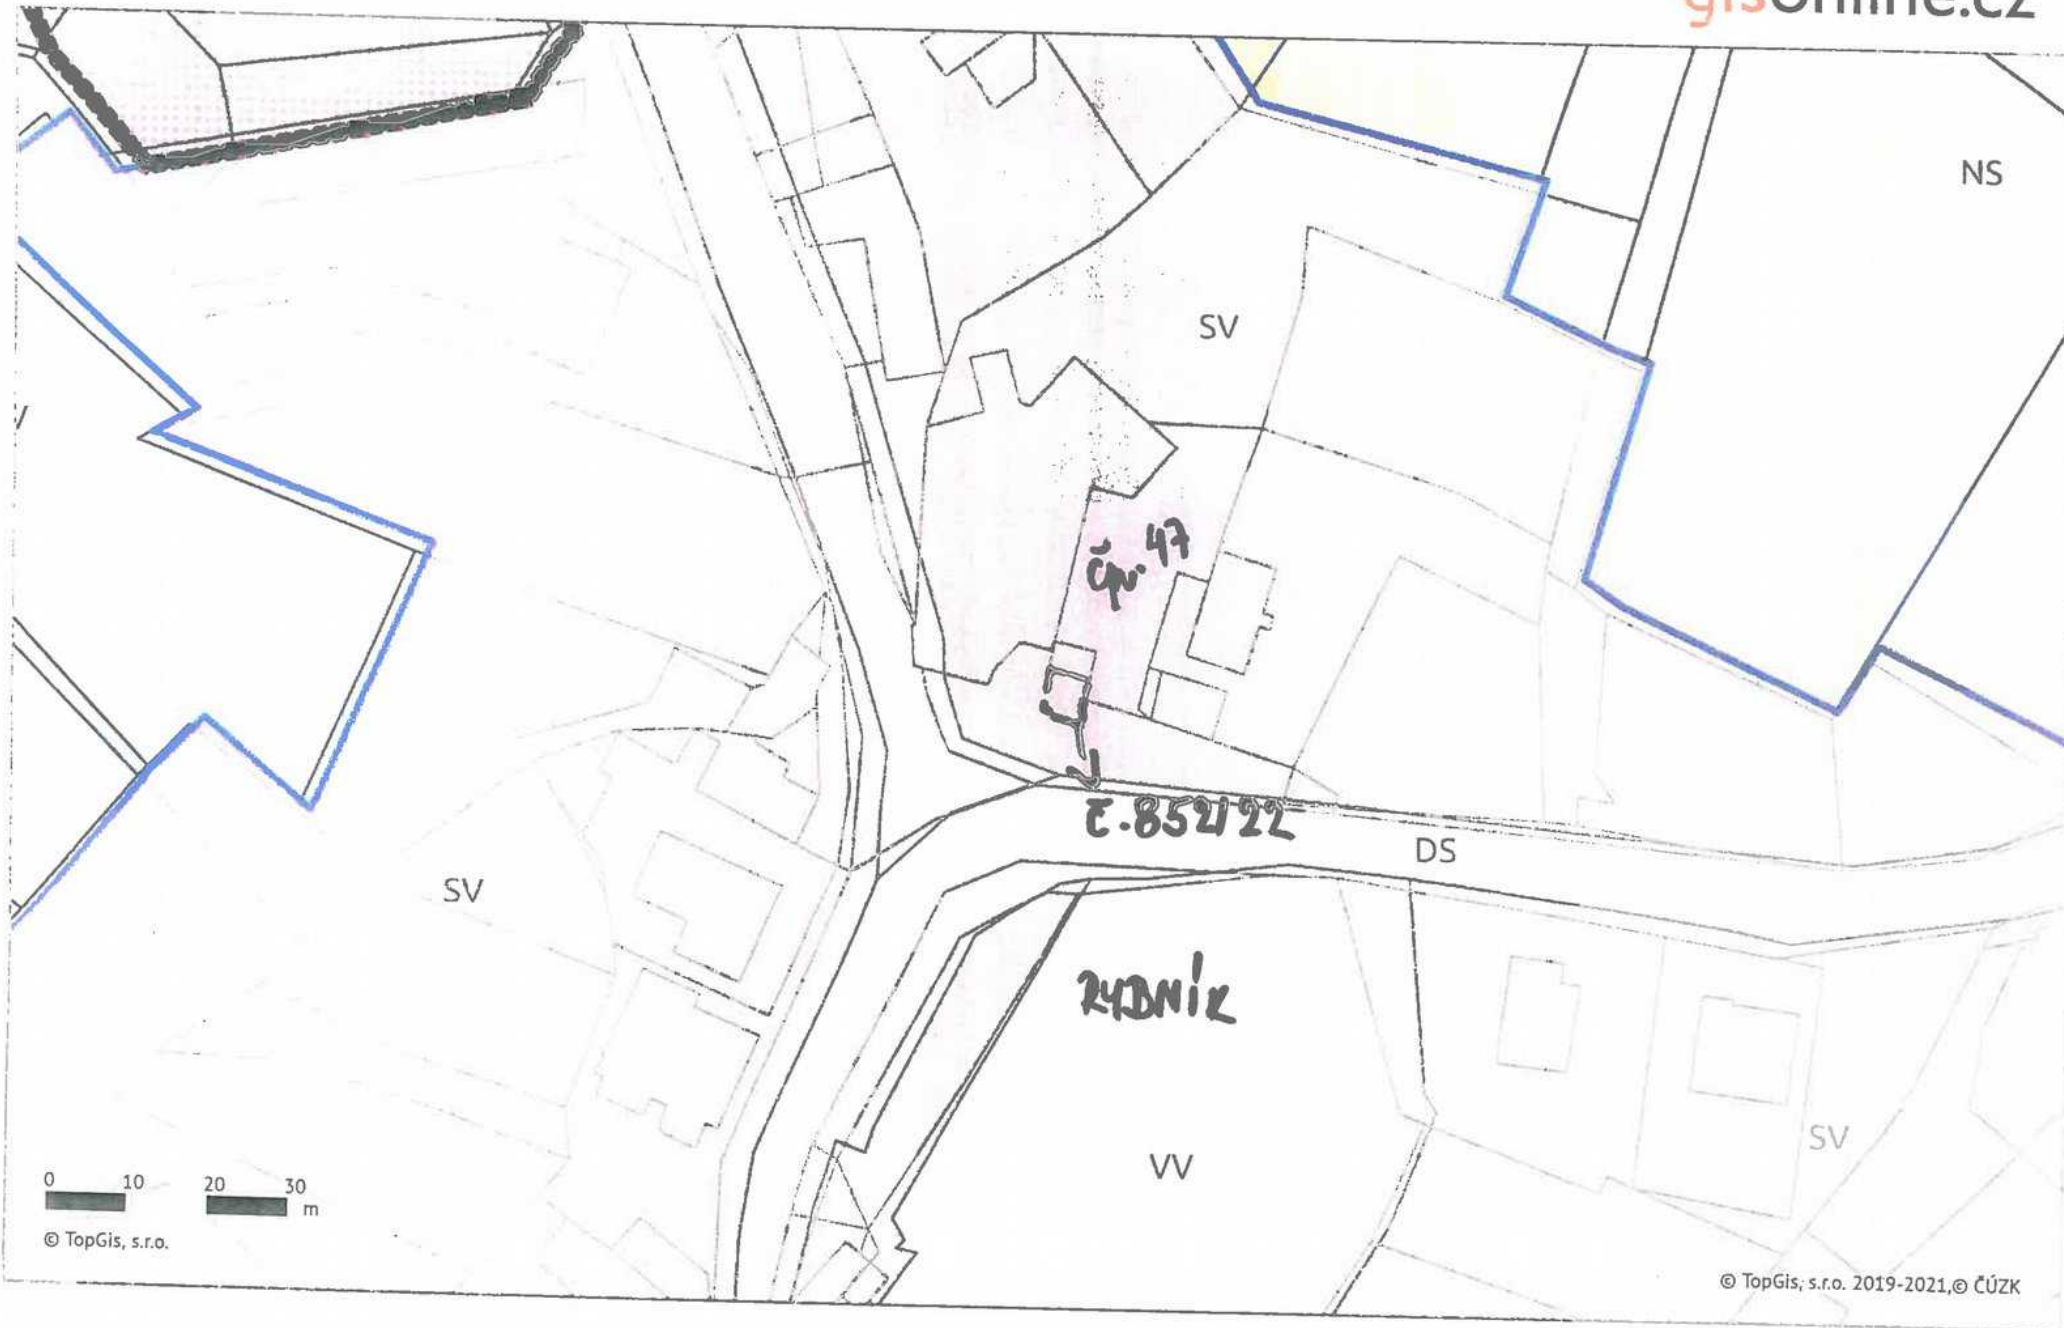 gisonline.cz
NS
SV
čp. 47
č. 852/22
DS
SV
RYBNÍK
SV
VV
0 10 20 30
m
© TopGis, s.r.o.
© TopGis, s.r.o. 2019-2021,© ČÚZK